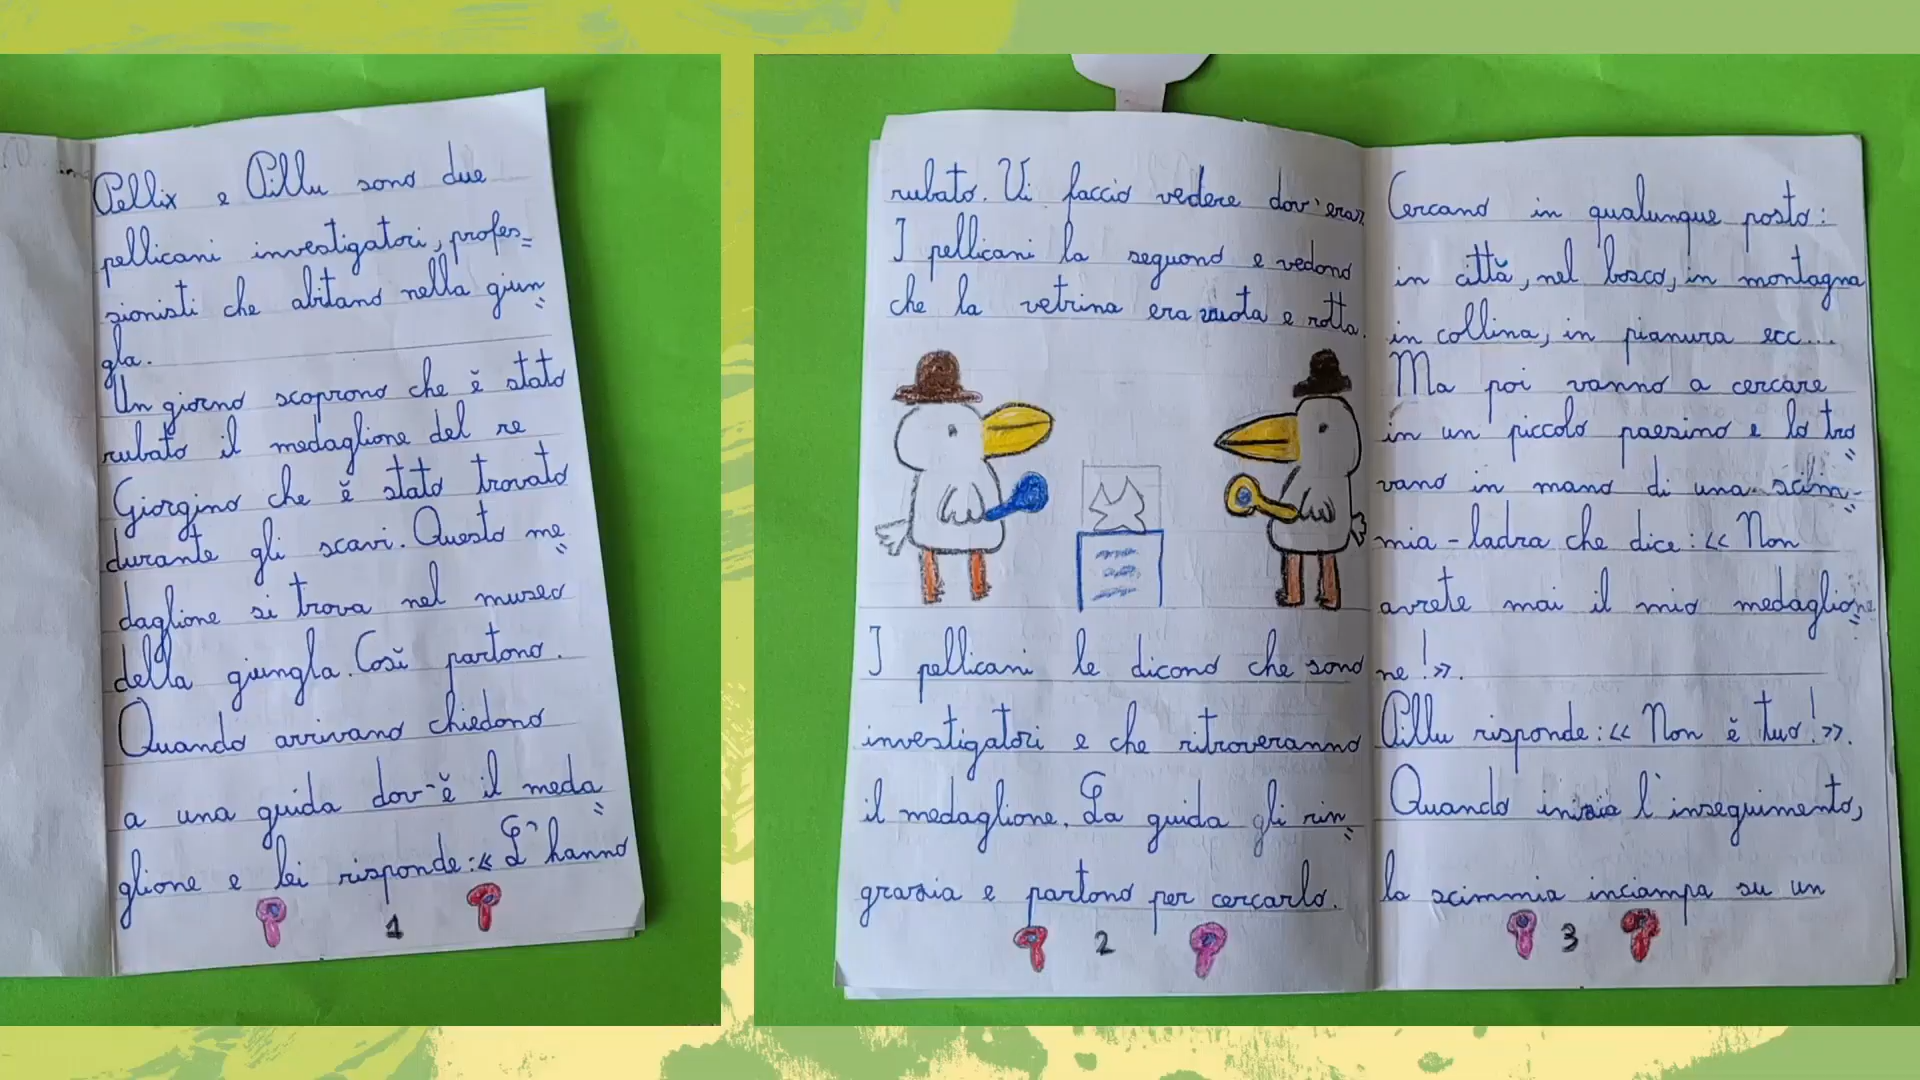 Pellix e Pillu sono due
pellicani investigatori, profes=
sionisti che abitano nella giun=
gla.
Un giorno scoprono che è stato
rubato il medaglione del re
Giorgino che è stato trovato
durante gli scavi. Questo me=
daglione si trova nel museo
della giungla. Così partono.
Quando arrivano chiedono
a una guida dov'è il meda=
glione e lei risponde: << L'hanno
1
rubato. Vi faccio vedere dov'era>>.
I pellicani la seguono e vedono
che la vetrina era vuota e rotta.
I pellicani le dicono che sono
investigatori e che ritroveranno
il medaglione. La guida gli rin=
grazia e partono per cercarlo.
2
Cercano in qualunque posto:
in città, nel bosco, in montagna
in collina, in pianura ecc...
Ma poi vanno a cercare
in un piccolo paesino e lo tro=
vano in mano di una scim=
mia-ladra che dice: << Non
avrete mai il mio medaglio=
ne!>>.
Pillu risponde: << Non è tuo!>>.
Quando inizia l'inseguimento,
la scimmia inciampa su un
3